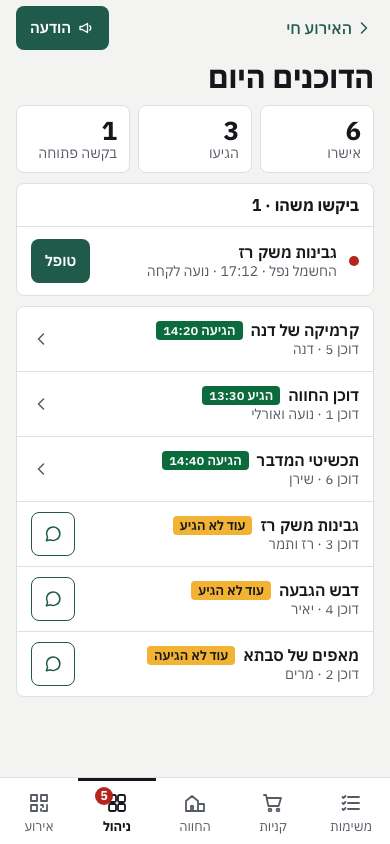 האירוע חי
הודעה
הדוכנים היום
6
אישרו
3
הגיעו
1
בקשה פתוחה
ביקשו משהו · 1
גבינות משק רז
החשמל נפל · 17:12 · נועה לקחה
טופל
קרמיקה של דנה הגיעה 14:20
דוכן 5 · דנה
דוכן החווה הגיע 13:30
דוכן 1 · נועה ואורלי
תכשיטי המדבר הגיעה 14:40
דוכן 6 · שירן
גבינות משק רז עוד לא הגיע
דוכן 3 · רז ותמר
דבש הגבעה עוד לא הגיע
דוכן 4 · יאיר
מאפים של סבתא עוד לא הגיעה
דוכן 2 · מרים
משימות
קניות
החווה
5
ניהול
אירוע